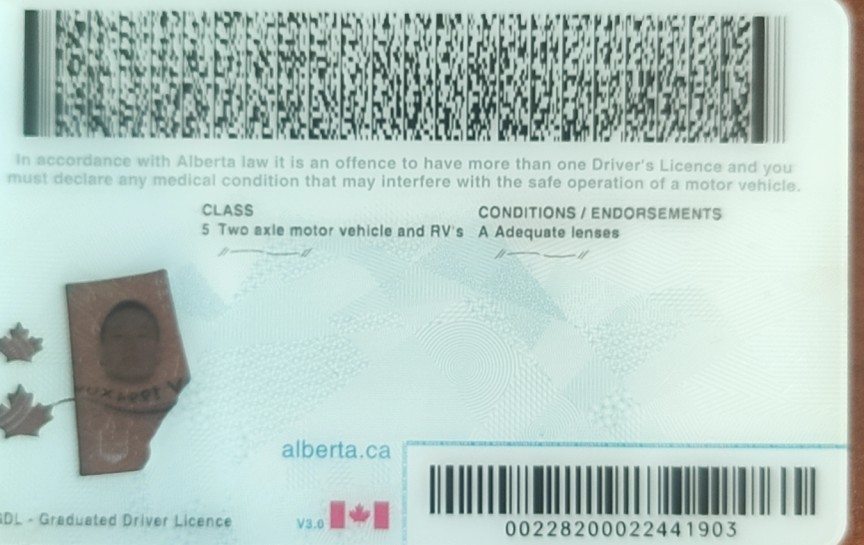 In accordance with Alberta law it is an offence to have more than one Driver's Licence and you
must declare any medical condition that may interfere with the safe operation of a motor vehicle.
CLASS
5 Two axle motor vehicle and RV's
CONDITIONS / ENDORSEMENTS
A Adequate lenses
alberta.ca
GDL - Graduated Driver Licence
V3.0
00228200022441903